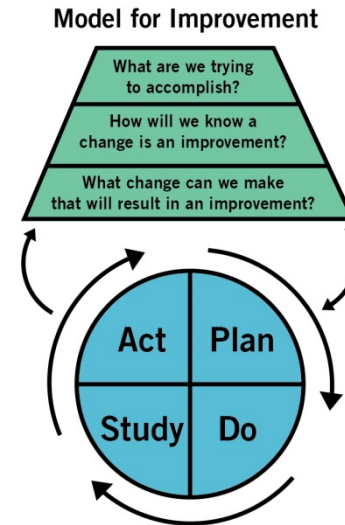 Model for Improvement
What are we trying
to accomplish?
How will we know a
change is an improvement?
What change can we make
that will result in an improvement?
Act
Plan
Study
Do